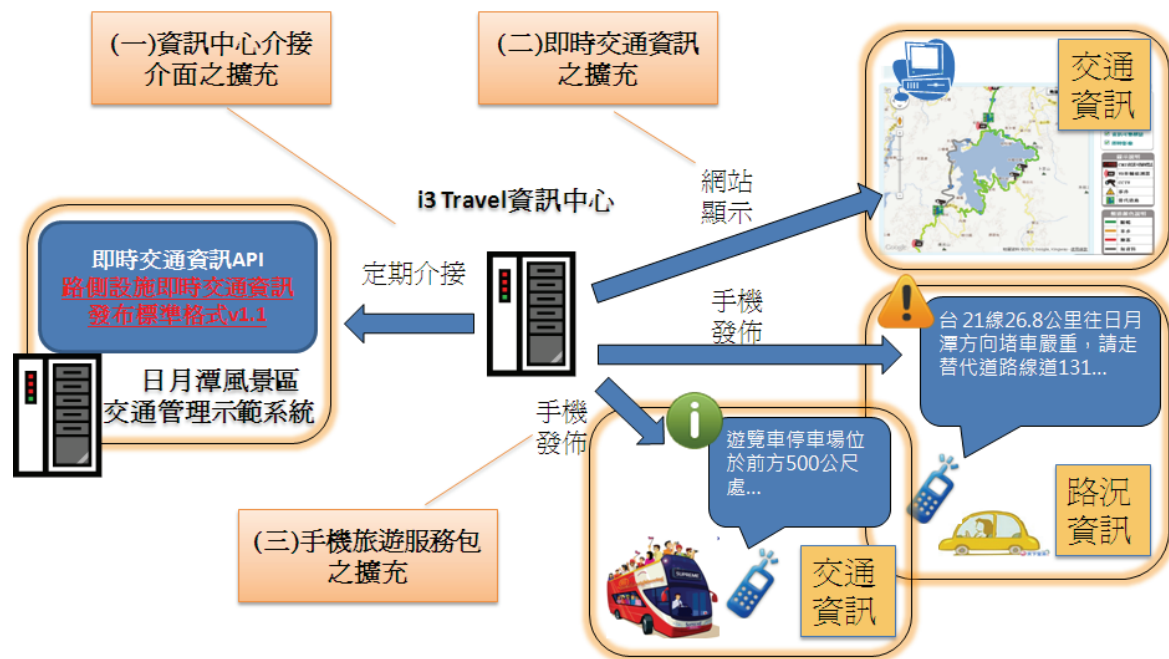 (一)資訊中心介接
介面之擴充
(二)即時交通資訊
之擴充
交通
資訊
網站
顯示
i3 Travel資訊中心
即時交通資訊API
路側設施即時交通資訊
發布標準格式v1.1
日月潭風景區
交通管理示範系統
定期介接
手機
發佈
台 21線26.8公里往日月
潭方向堵車嚴重，請走
替代道路線道131...
路況
資訊
手機
發佈
遊覽車停車場位
於前方500公尺
處...
交通
資訊
(三)手機旅遊服務包
之擴充
Google
CCTV